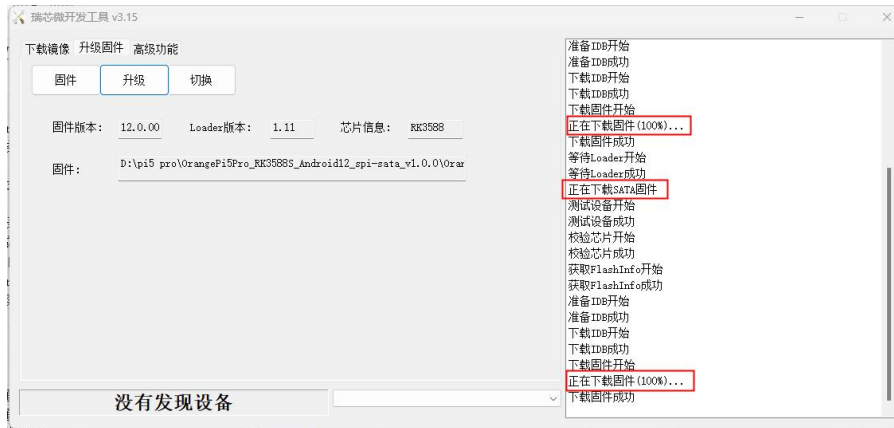 瑞芯微开发工具 v3.15
下载镜像 升级固件 高级功能
固件 升级 切换
固件版本: 12.0.00 Loader版本: 1.11 芯片信息: RK3588
固件: D:\pi5 pro\OrangePi5Pro_RK3588S_Android12_spi-sata_v1.0.0\Orar
没有发现设备
准备IDB开始
准备IDB成功
下载IDB开始
下载IDB成功
下载固件开始
正在下载固件(100%)...
下载固件成功
等待Loader开始
等待Loader成功
正在下载SATA固件
测试设备开始
测试设备成功
校验芯片开始
校验芯片成功
获取FlashInfo开始
获取FlashInfo成功
准备IDB开始
准备IDB成功
下载IDB开始
下载IDB成功
下载固件开始
正在下载固件(100%)...
下载固件成功